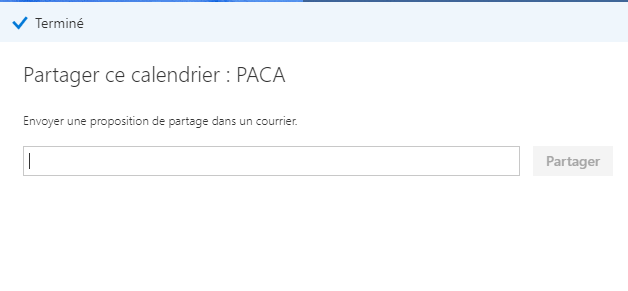 Terminé
Partager ce calendrier : PACA
Envoyer une proposition de partage dans un courrier.
Partager